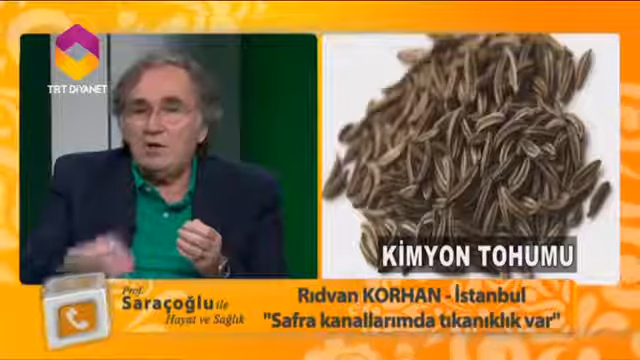 TRT DİYANET
KİMYON TOHUMU
Prof.
Saraçoğlu ile
Hayat ve Sağlık
Rıdvan KORHAN - İstanbul
"Safra kanallarımda tıkanıklık var"